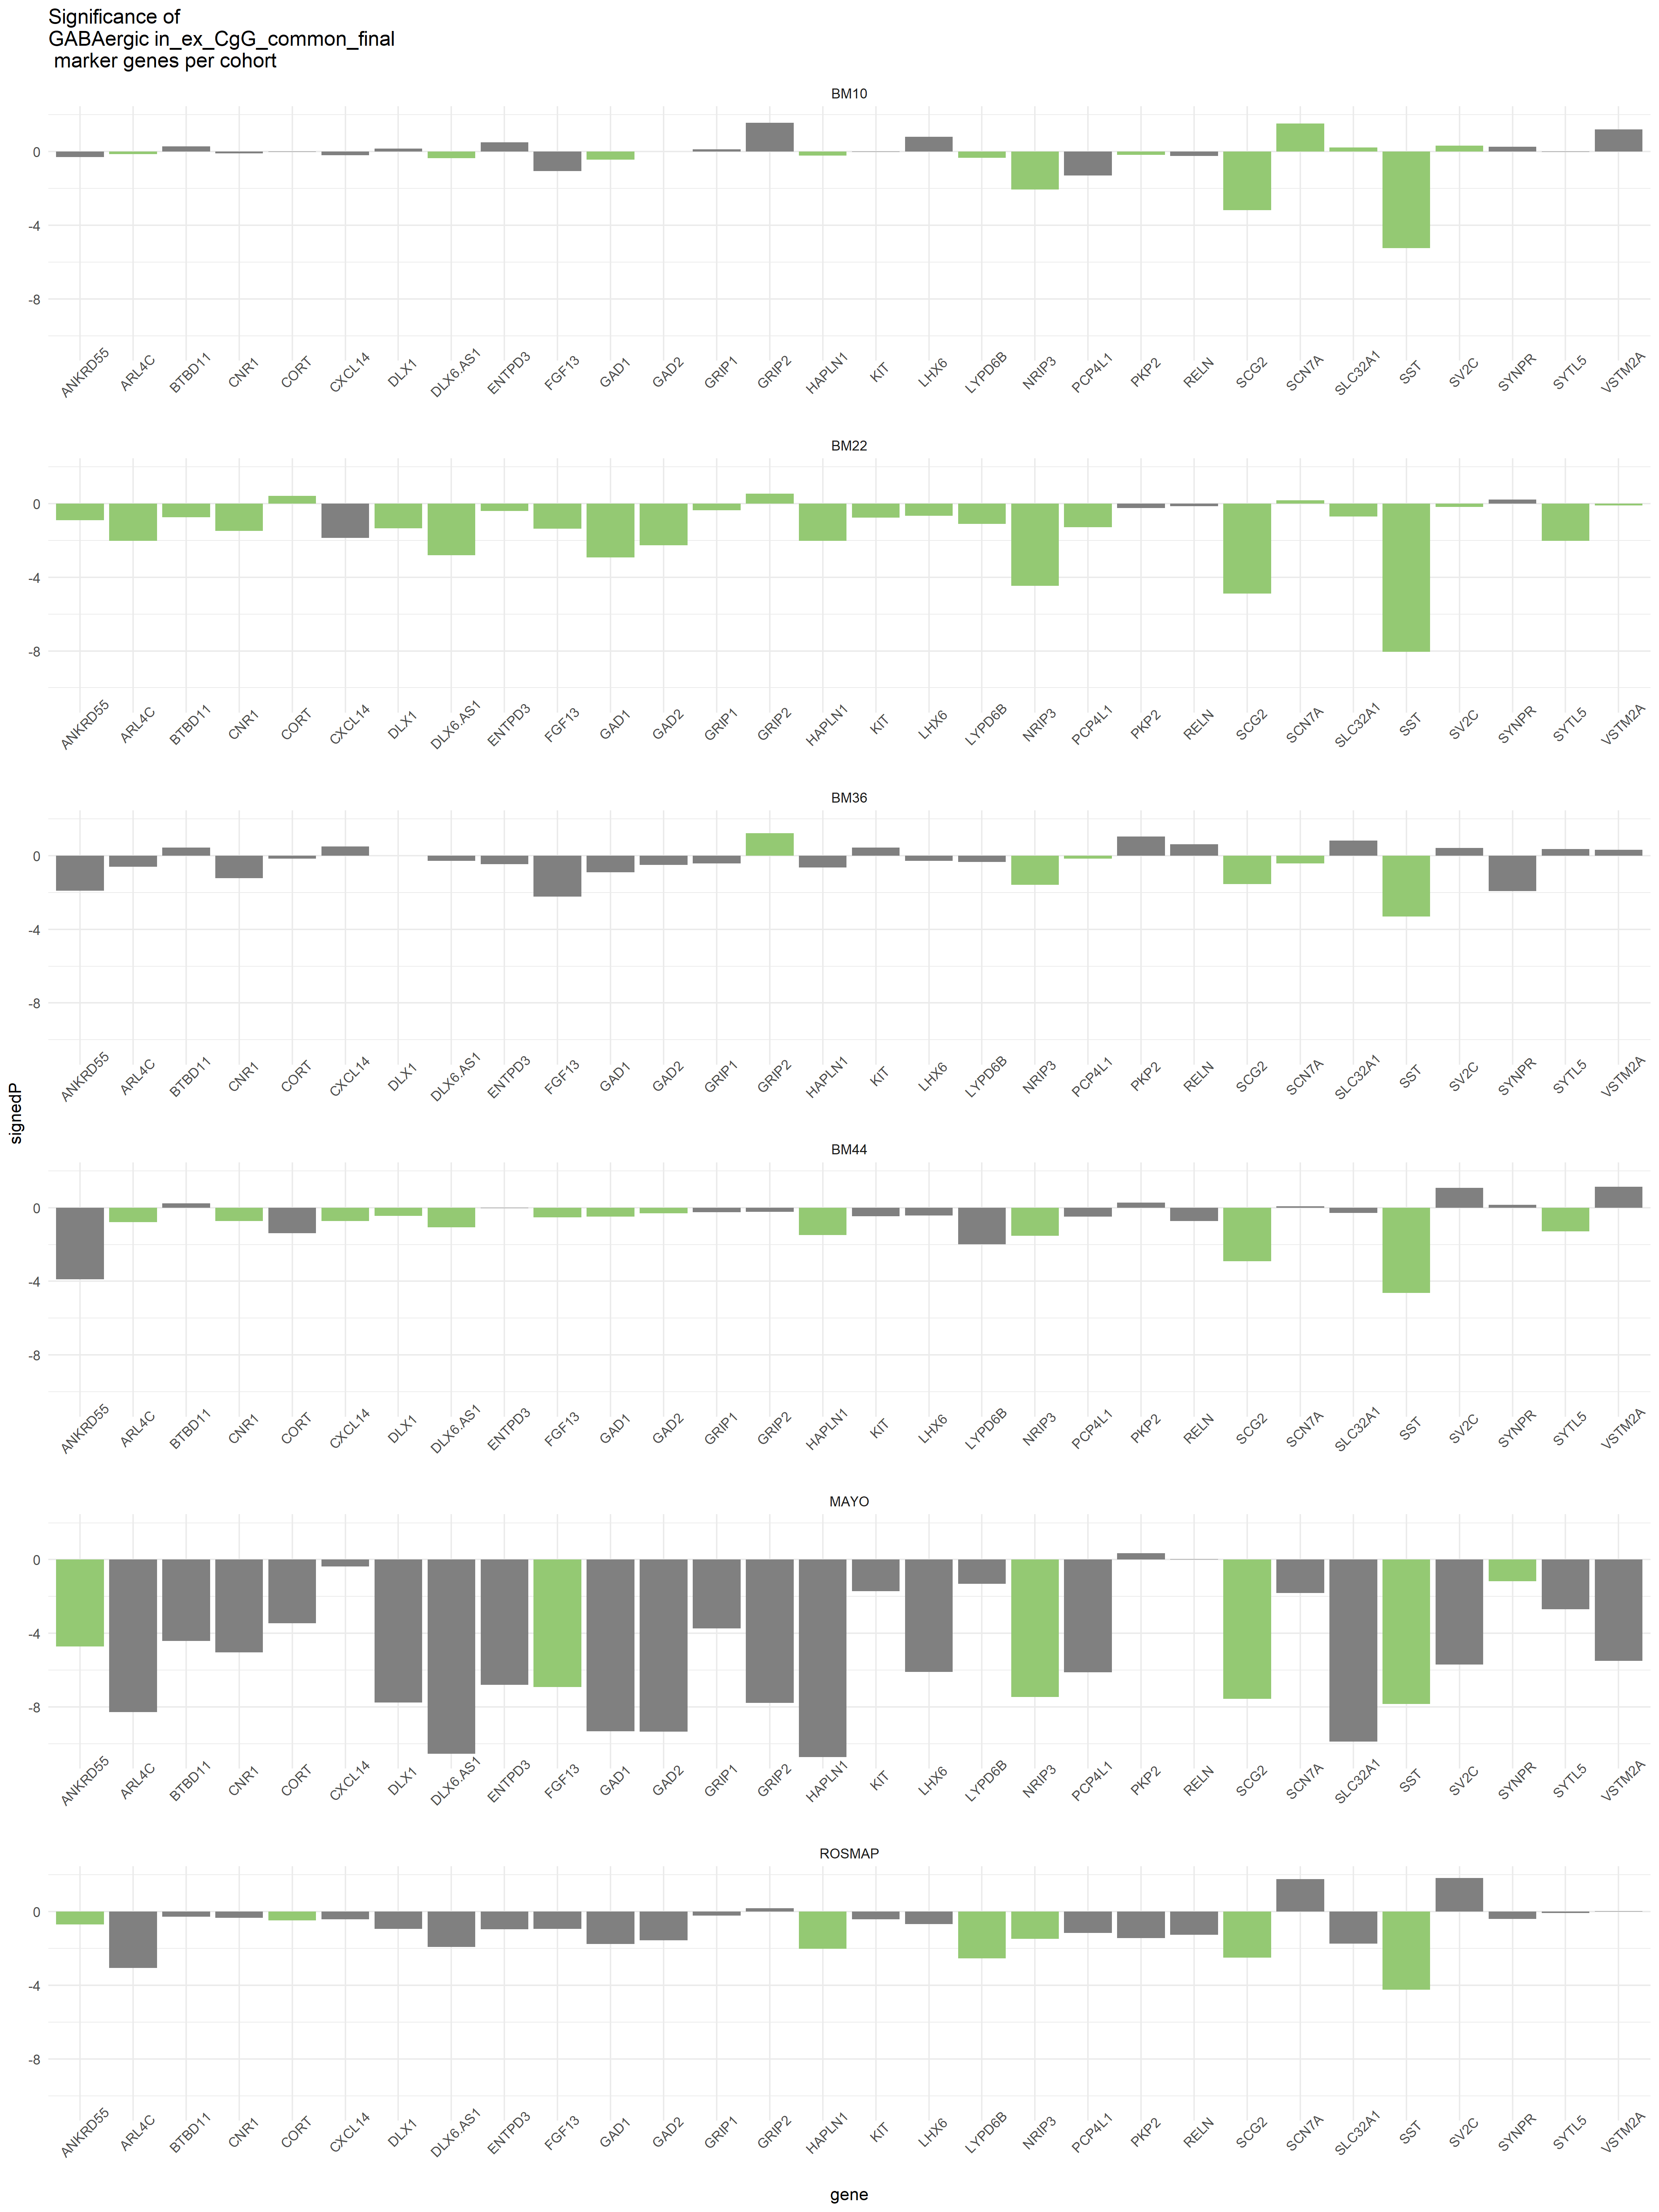 Significance of
GABAergic in_ex_CgG_common_final
marker genes per cohort
signedP
BM10
0
-4
-8
ANKRD55 ARL4C BTBD11 CNR1 CORT CXCL14 DLX1 DLX6.AS1 ENTPD3 FGF13 GAD1 GAD2 GRIP1 GRIP2 HAPLN1 KIT LHX6 LYPD6B NRIP3 PCP4L1 PKP2 RELN SCG2 SCN7A SLC32A1 SST SV2C SYNPR SYTL5 VSTM2A
BM22
0
-4
-8
ANKRD55 ARL4C BTBD11 CNR1 CORT CXCL14 DLX1 DLX6.AS1 ENTPD3 FGF13 GAD1 GAD2 GRIP1 GRIP2 HAPLN1 KIT LHX6 LYPD6B NRIP3 PCP4L1 PKP2 RELN SCG2 SCN7A SLC32A1 SST SV2C SYNPR SYTL5 VSTM2A
BM36
0
-4
-8
ANKRD55 ARL4C BTBD11 CNR1 CORT CXCL14 DLX1 DLX6.AS1 ENTPD3 FGF13 GAD1 GAD2 GRIP1 GRIP2 HAPLN1 KIT LHX6 LYPD6B NRIP3 PCP4L1 PKP2 RELN SCG2 SCN7A SLC32A1 SST SV2C SYNPR SYTL5 VSTM2A
BM44
0
-4
-8
ANKRD55 ARL4C BTBD11 CNR1 CORT CXCL14 DLX1 DLX6.AS1 ENTPD3 FGF13 GAD1 GAD2 GRIP1 GRIP2 HAPLN1 KIT LHX6 LYPD6B NRIP3 PCP4L1 PKP2 RELN SCG2 SCN7A SLC32A1 SST SV2C SYNPR SYTL5 VSTM2A
MAYO
0
-4
-8
ANKRD55 ARL4C BTBD11 CNR1 CORT CXCL14 DLX1 DLX6.AS1 ENTPD3 FGF13 GAD1 GAD2 GRIP1 GRIP2 HAPLN1 KIT LHX6 LYPD6B NRIP3 PCP4L1 PKP2 RELN SCG2 SCN7A SLC32A1 SST SV2C SYNPR SYTL5 VSTM2A
ROSMAP
0
-4
-8
ANKRD55 ARL4C BTBD11 CNR1 CORT CXCL14 DLX1 DLX6.AS1 ENTPD3 FGF13 GAD1 GAD2 GRIP1 GRIP2 HAPLN1 KIT LHX6 LYPD6B NRIP3 PCP4L1 PKP2 RELN SCG2 SCN7A SLC32A1 SST SV2C SYNPR SYTL5 VSTM2A
gene